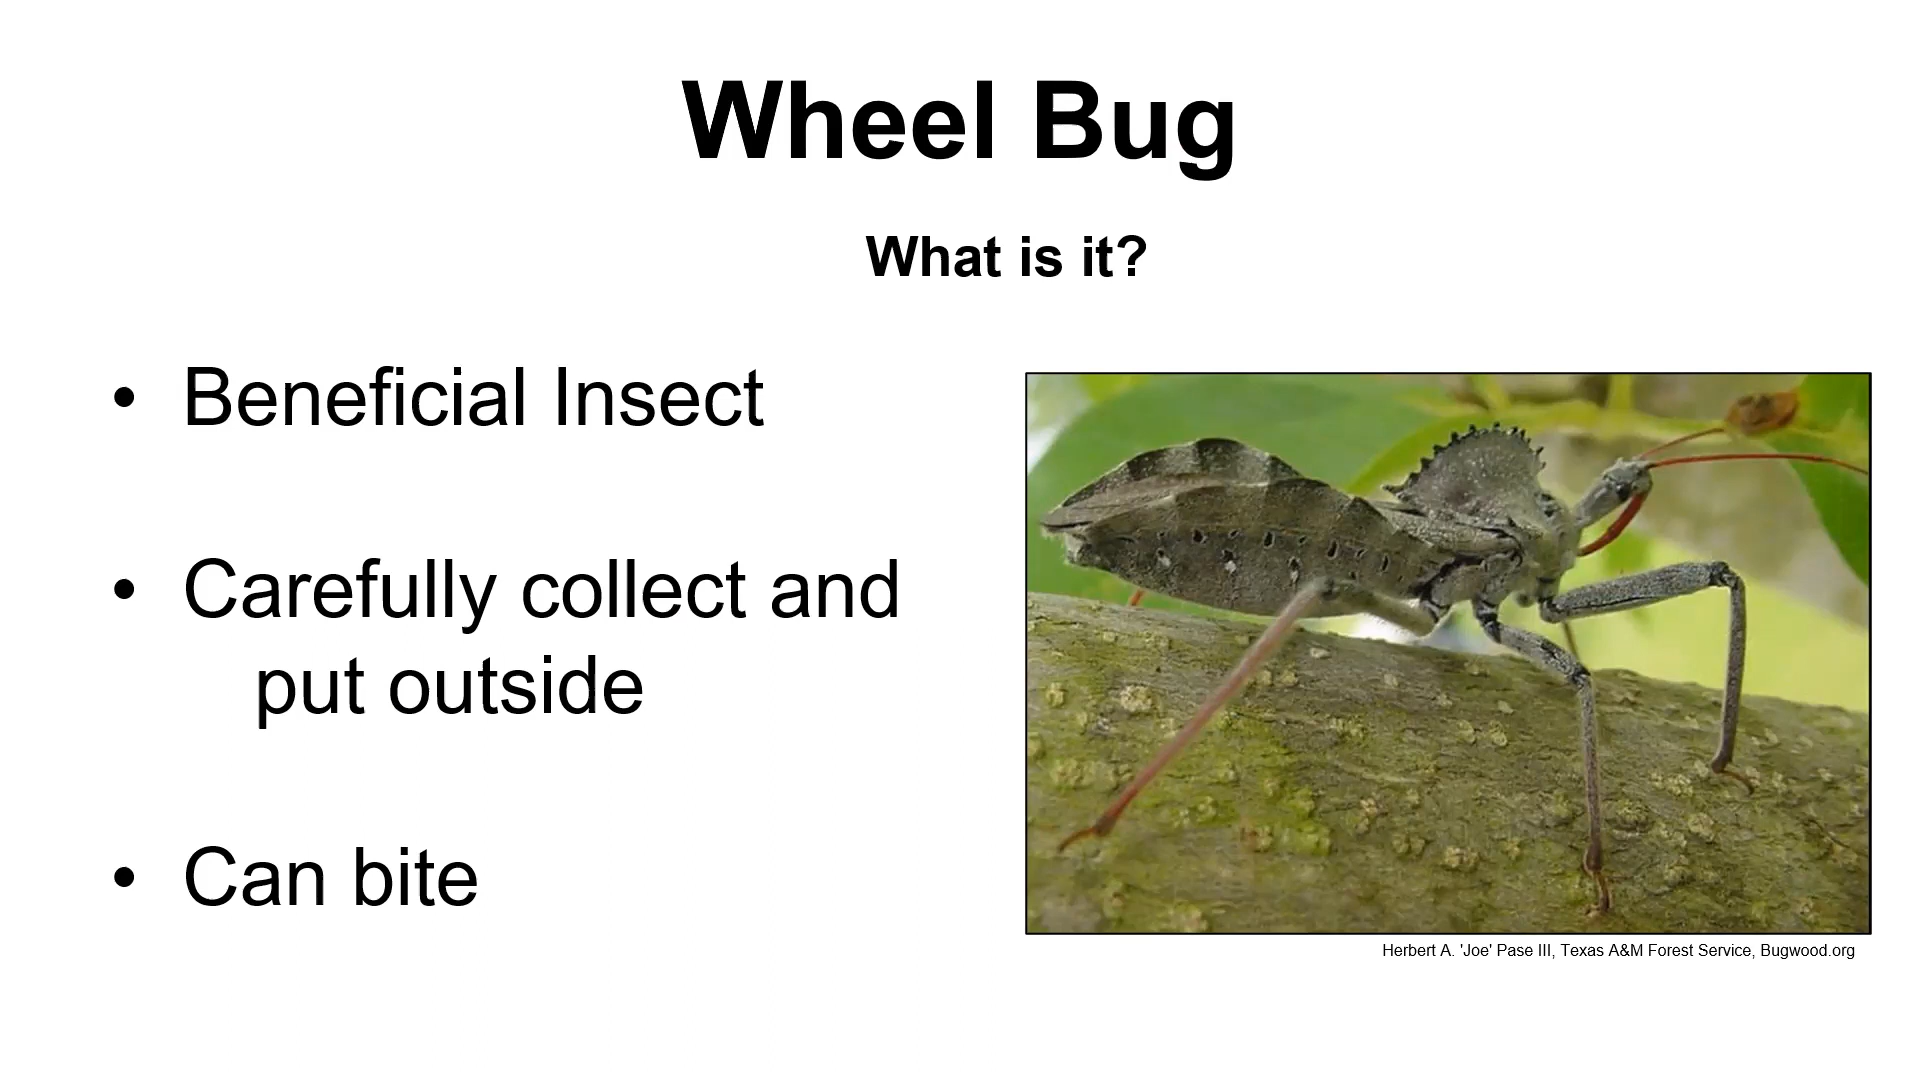 Wheel Bug
What is it?
• Beneficial Insect
• Carefully collect and
put outside
• Can bite
Herbert A. 'Joe' Pase III, Texas A&M Forest Service, Bugwood.org